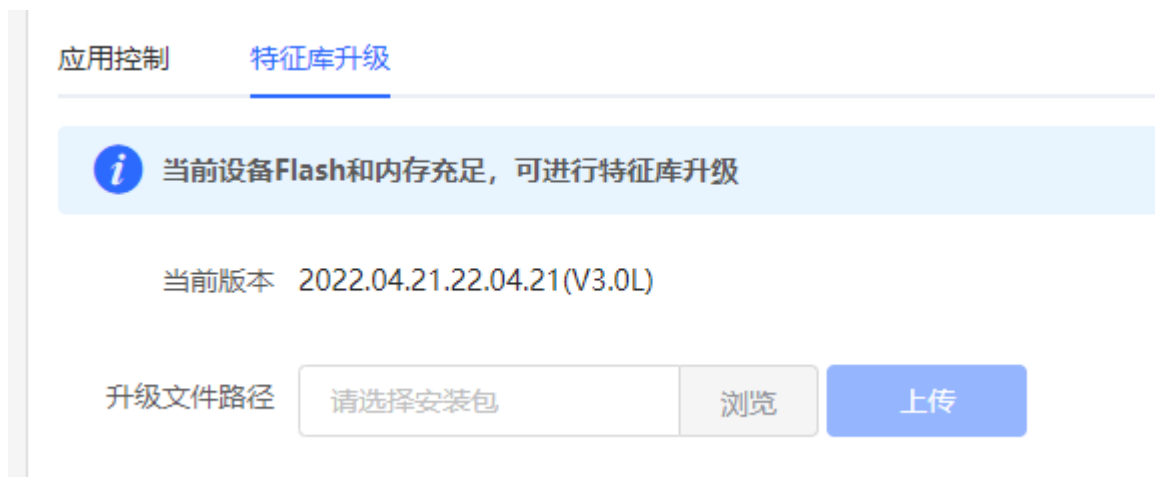 应用控制 特征库升级
当前设备Flash和内存充足，可进行特征库升级
当前版本 2022.04.21.22.04.21(V3.0L)
升级文件路径 请选择安装包 浏览 上传